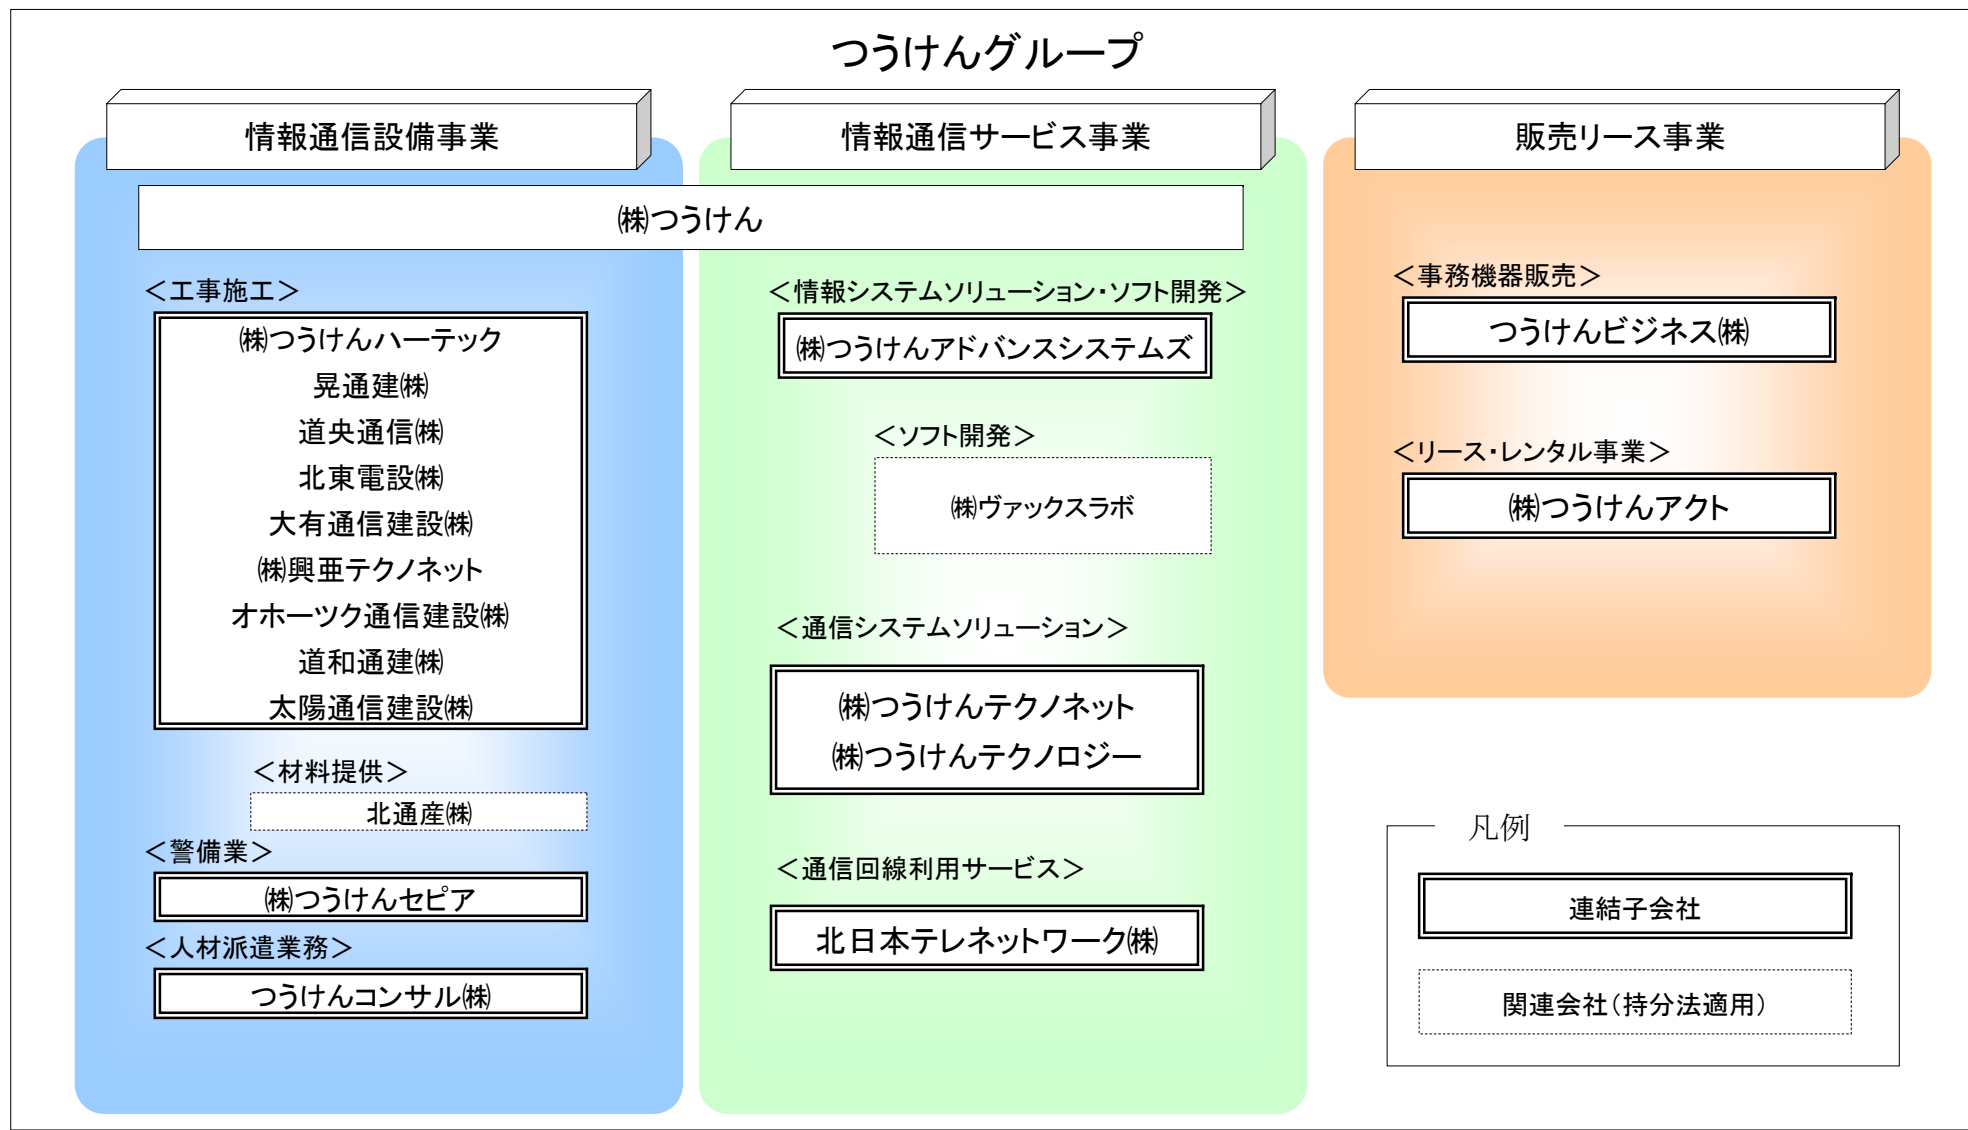 つうけんグループ
情報通信設備事業
情報通信サービス事業
販売リース事業
㈱つうけん
＜工事施工＞
㈱つうけんハーテック
晃通建㈱
道央通信㈱
北東電設㈱
大有通信建設㈱
㈱興亜テクノネット
オホーツク通信建設㈱
道和通建㈱
太陽通信建設㈱
＜材料提供＞
北通産㈱
＜警備業＞
㈱つうけんセピア
＜人材派遣業務＞
つうけんコンサル㈱
＜情報システムソリューション・ソフト開発＞
㈱つうけんアドバンスシステムズ
＜ソフト開発＞
㈱ヴァックスラボ
＜通信システムソリューション＞
㈱つうけんテクノネット
㈱つうけんテクノロジー
＜通信回線利用サービス＞
北日本テレネットワーク㈱
＜事務機器販売＞
つうけんビジネス㈱
＜リース・レンタル事業＞
㈱つうけんアクト
凡例
連結子会社
関連会社（持分法適用）